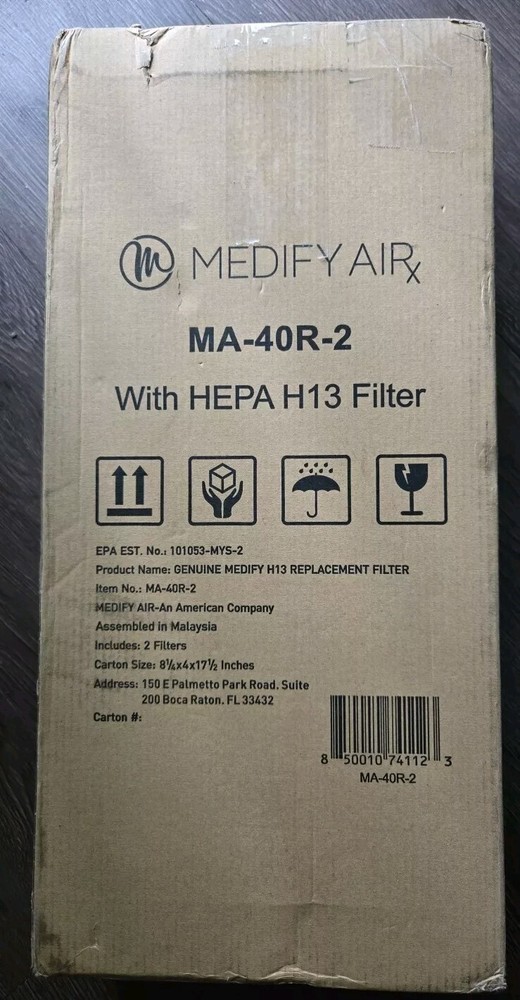 m MEDIFY AIRx
MA-40R-2
With HEPA H13 Filter
EPA EST. No.: 101053-MYS-2
Product Name: GENUINE MEDIFY H13 REPLACEMENT FILTER
Item No.: MA-40R-2
MEDIFY AIR-An American Company
Assembled in Malaysia
Includes: 2 Filters
Carton Size: 8¼x4x17½ Inches
Address: 150 E Palmetto Park Road. Suite
200 Boca Raton. FL 33432
Carton #:
8 50010 74112 3
MA-40R-2